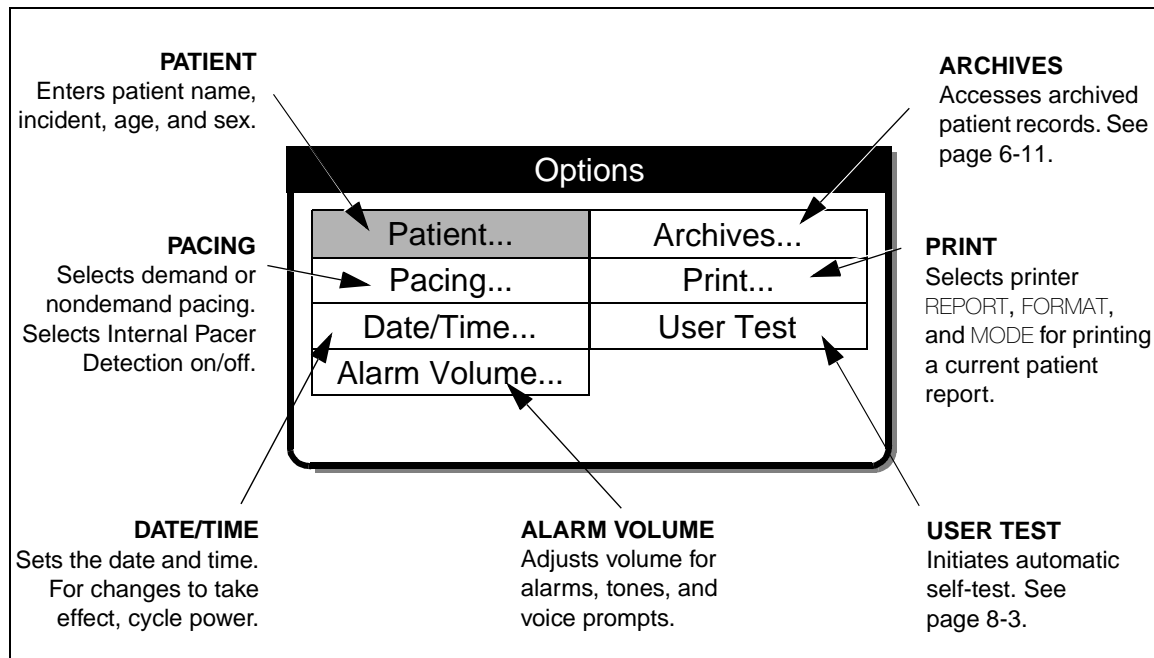 PATIENT
Enters patient name,
incident, age, and sex.
ARCHIVES
Accesses archived
patient records. See
page 6-11.
Options
Patient...
Archives...
Pacing...
Print...
Date/Time...
User Test
Alarm Volume...
PACING
Selects demand or
nondemand pacing.
Selects Internal Pacer
Detection on/off.
PRINT
Selects printer
REPORT, FORMAT,
and MODE for printing
a current patient
report.
DATE/TIME
Sets the date and time.
For changes to take
effect, cycle power.
ALARM VOLUME
Adjusts volume for
alarms, tones, and
voice prompts.
USER TEST
Initiates automatic
self-test. See
page 8-3.